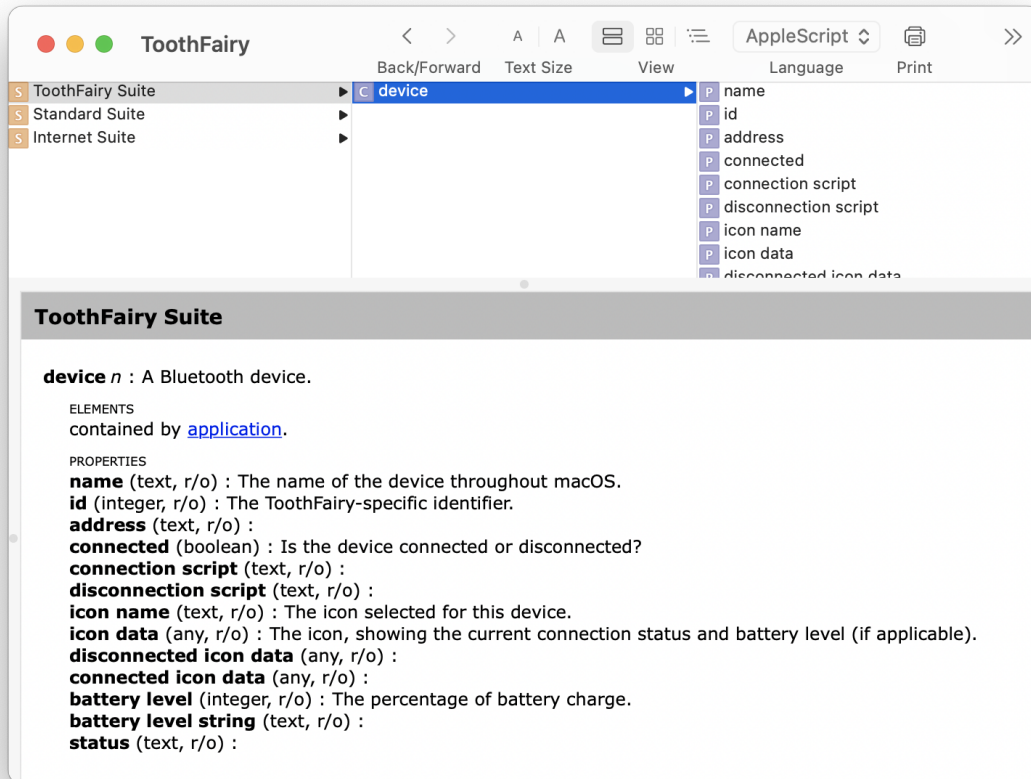 ToothFairy
A A
AppleScript
Back/Forward Text Size View Language Print
S ToothFairy Suite
S Standard Suite
S Internet Suite
C device
P name
P id
P address
P connected
P connection script
P disconnection script
P icon name
P icon data
P disconnected icon data
ToothFairy Suite
device n : A Bluetooth device.
ELEMENTS
contained by application.
PROPERTIES
name (text, r/o) : The name of the device throughout macOS.
id (integer, r/o) : The ToothFairy-specific identifier.
address (text, r/o) :
connected (boolean) : Is the device connected or disconnected?
connection script (text, r/o) :
disconnection script (text, r/o) :
icon name (text, r/o) : The icon selected for this device.
icon data (any, r/o) : The icon, showing the current connection status and battery level (if applicable).
disconnected icon data (any, r/o) :
connected icon data (any, r/o) :
battery level (integer, r/o) : The percentage of battery charge.
battery level string (text, r/o) :
status (text, r/o) :